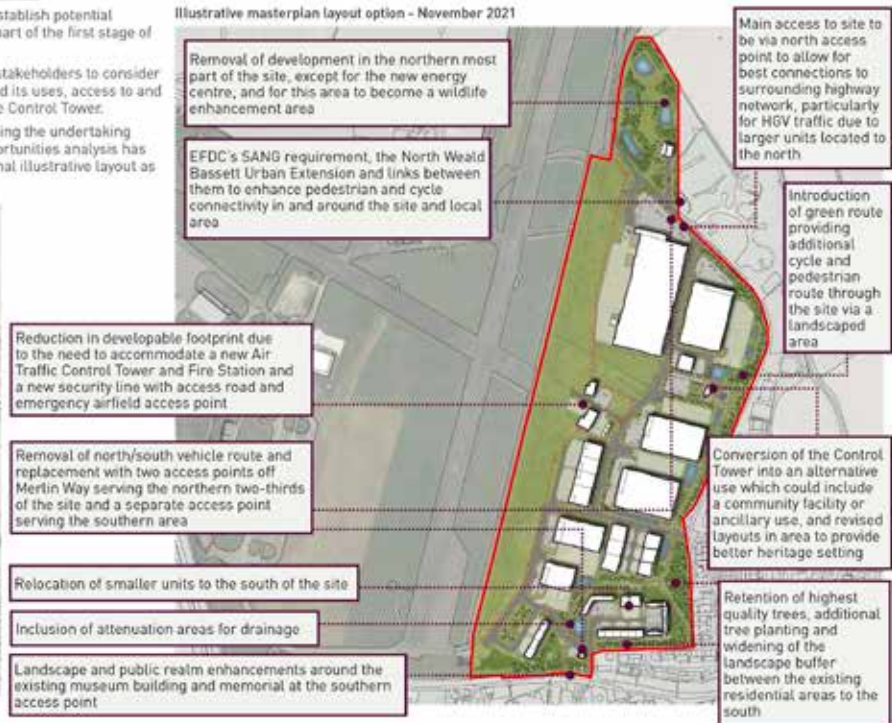 establish potential
part of the first stage of
stakeholders to consider
d its uses, access to and
e Control Tower.
ing the undertaking
ortunities analysis has
nal illustrative layout as
Illustrative masterplan layout option - November 2021
Removal of development in the northern most
part of the site, except for the new energy
centre, and for this area to become a wildlife
enhancement area
EFDC's SANG requirement, the North Weald
Bassett Urban Extension and links between
them to enhance pedestrian and cycle
connectivity in and around the site and local
area
Main access to site to
be via north access
point to allow for
best connections to
surrounding highway
network, particularly
for HGV traffic due to
larger units located to
the north
Introduction
of green route
providing
additional
cycle and
pedestrian
route through
the site via a
landscaped
area
Reduction in developable footprint due
to the need to accommodate a new Air
Traffic Control Tower and Fire Station and
a new security line with access road and
emergency airfield access point
Removal of north/south vehicle route and
replacement with two access points off
Merlin Way serving the northern two-thirds
of the site and a separate access point
serving the southern area
Conversion of the Control
Tower into an alternative
use which could include
a community facility or
ancillary use, and revised
layouts in area to provide
better heritage setting
Relocation of smaller units to the south of the site
Inclusion of attenuation areas for drainage
Landscape and public realm enhancements around the
existing museum building and memorial at the southern
access point
Retention of highest
quality trees, additional
tree planting and
widening of the
landscape buffer
between the existing
residential areas to the
south